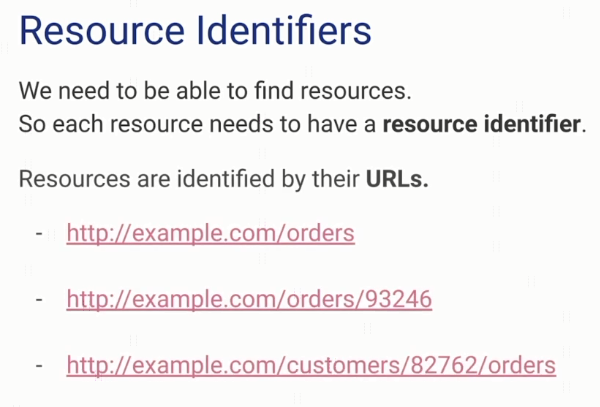 Resource Identifiers
We need to be able to find resources.
So each resource needs to have a resource identifier.
Resources are identified by their URLs.
- http://example.com/orders
- http://example.com/orders/93246
- http://example.com/customers/82762/orders